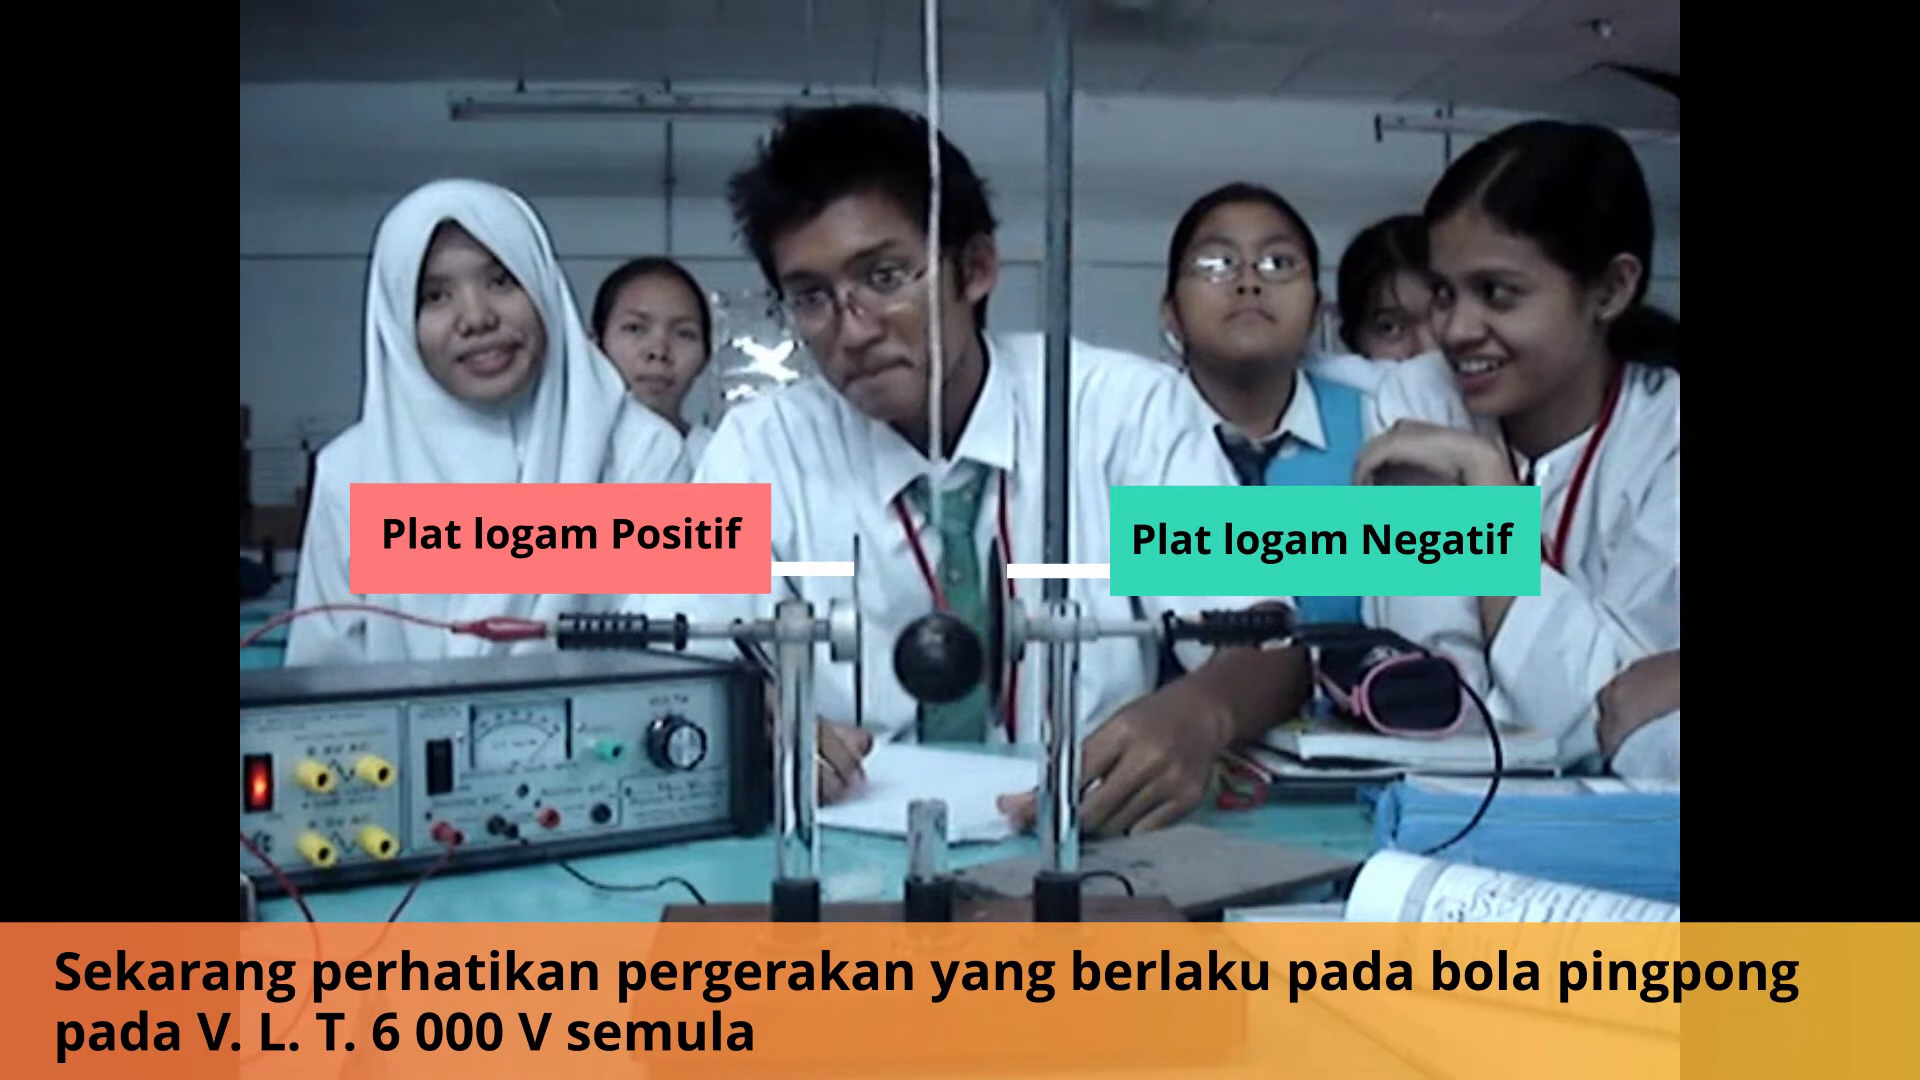 Plat logam Positif
Plat logam Negatif
Sekarang perhatikan pergerakan yang berlaku pada bola pingpong
pada V. L. T. 6 000 V semula